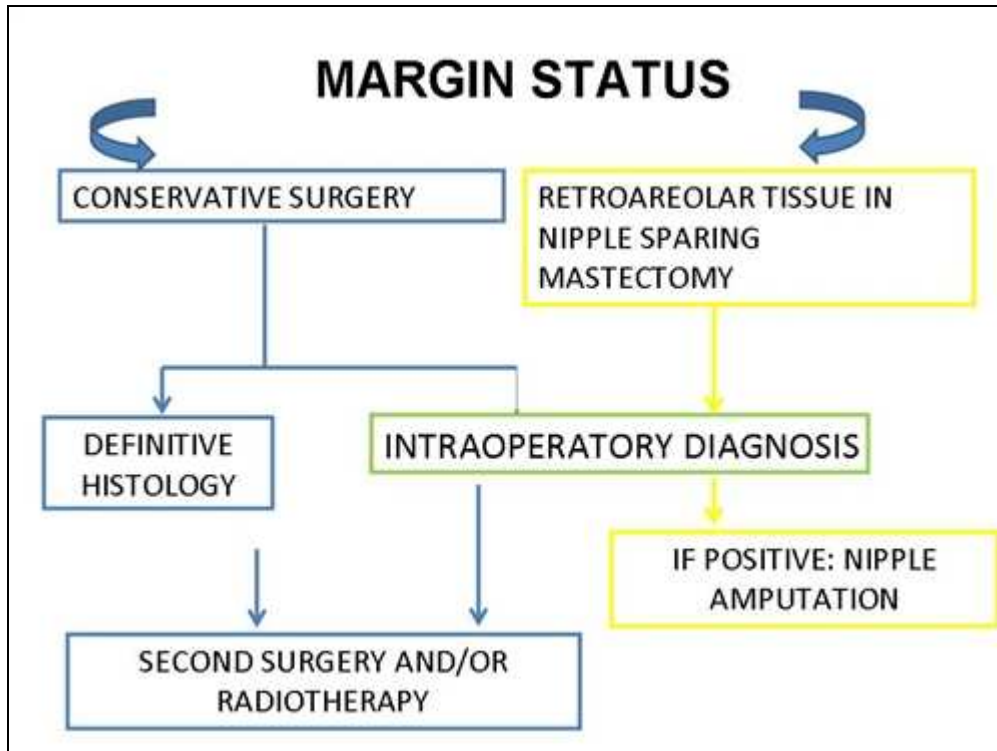 MARGIN STATUS
CONSERVATIVE SURGERY
RETROAREOLAR TISSUE IN
NIPPLE SPARING
MASTECTOMY
DEFINITIVE
HISTOLOGY
INTRAOPERATORY DIAGNOSIS
IF POSITIVE: NIPPLE
AMPUTATION
SECOND SURGERY AND/OR
RADIOTHERAPY